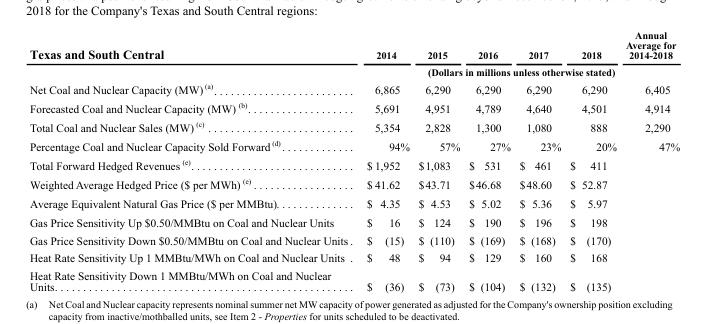 2018 for the Company's Texas and South Central regions:
Annual
Average for
Texas and South Central 2014 2015 2016 2017 2018 2014-2018
(Dollars in millions unless otherwise stated)
Net Coal and Nuclear Capacity (MW) (a) 6,865 6,290 6,290 6,290 6,290 6,405
Forecasted Coal and Nuclear Capacity (MW) (b) 5,691 4,951 4,789 4,640 4,501 4,914
Total Coal and Nuclear Sales (MW) (c) 5,354 2,828 1,300 1,080 888 2,290
Percentage Coal and Nuclear Capacity Sold Forward (d) 94% 57% 27% 23% 20% 47%
Total Forward Hedged Revenues (e) $ 1,952 $1,083 $ 531 $ 461 $ 411
Weighted Average Hedged Price ($ per MWh) (e) $ 41.62 $43.71 $46.68 $48.60 $ 52.87
Average Equivalent Natural Gas Price ($ per MMBtu) $ 4.35 $ 4.53 $ 5.02 $ 5.36 $ 5.97
Gas Price Sensitivity Up $0.50/MMBtu on Coal and Nuclear Units $ 16 $ 124 $ 190 $ 196 $ 198
Gas Price Sensitivity Down $0.50/MMBtu on Coal and Nuclear Units $ (15) $ (110) $ (169) $ (168) $ (170)
Heat Rate Sensitivity Up 1 MMBtu/MWh on Coal and Nuclear Units $ 48 $ 94 $ 129 $ 160 $ 168
Heat Rate Sensitivity Down 1 MMBtu/MWh on Coal and Nuclear
Units $ (36) $ (73) $ (104) $ (132) $ (135)
(a) Net Coal and Nuclear capacity represents nominal summer net MW capacity of power generated as adjusted for the Company's ownership position excluding
capacity from inactive/mothballed units, see Item 2 - Properties for units scheduled to be deactivated.